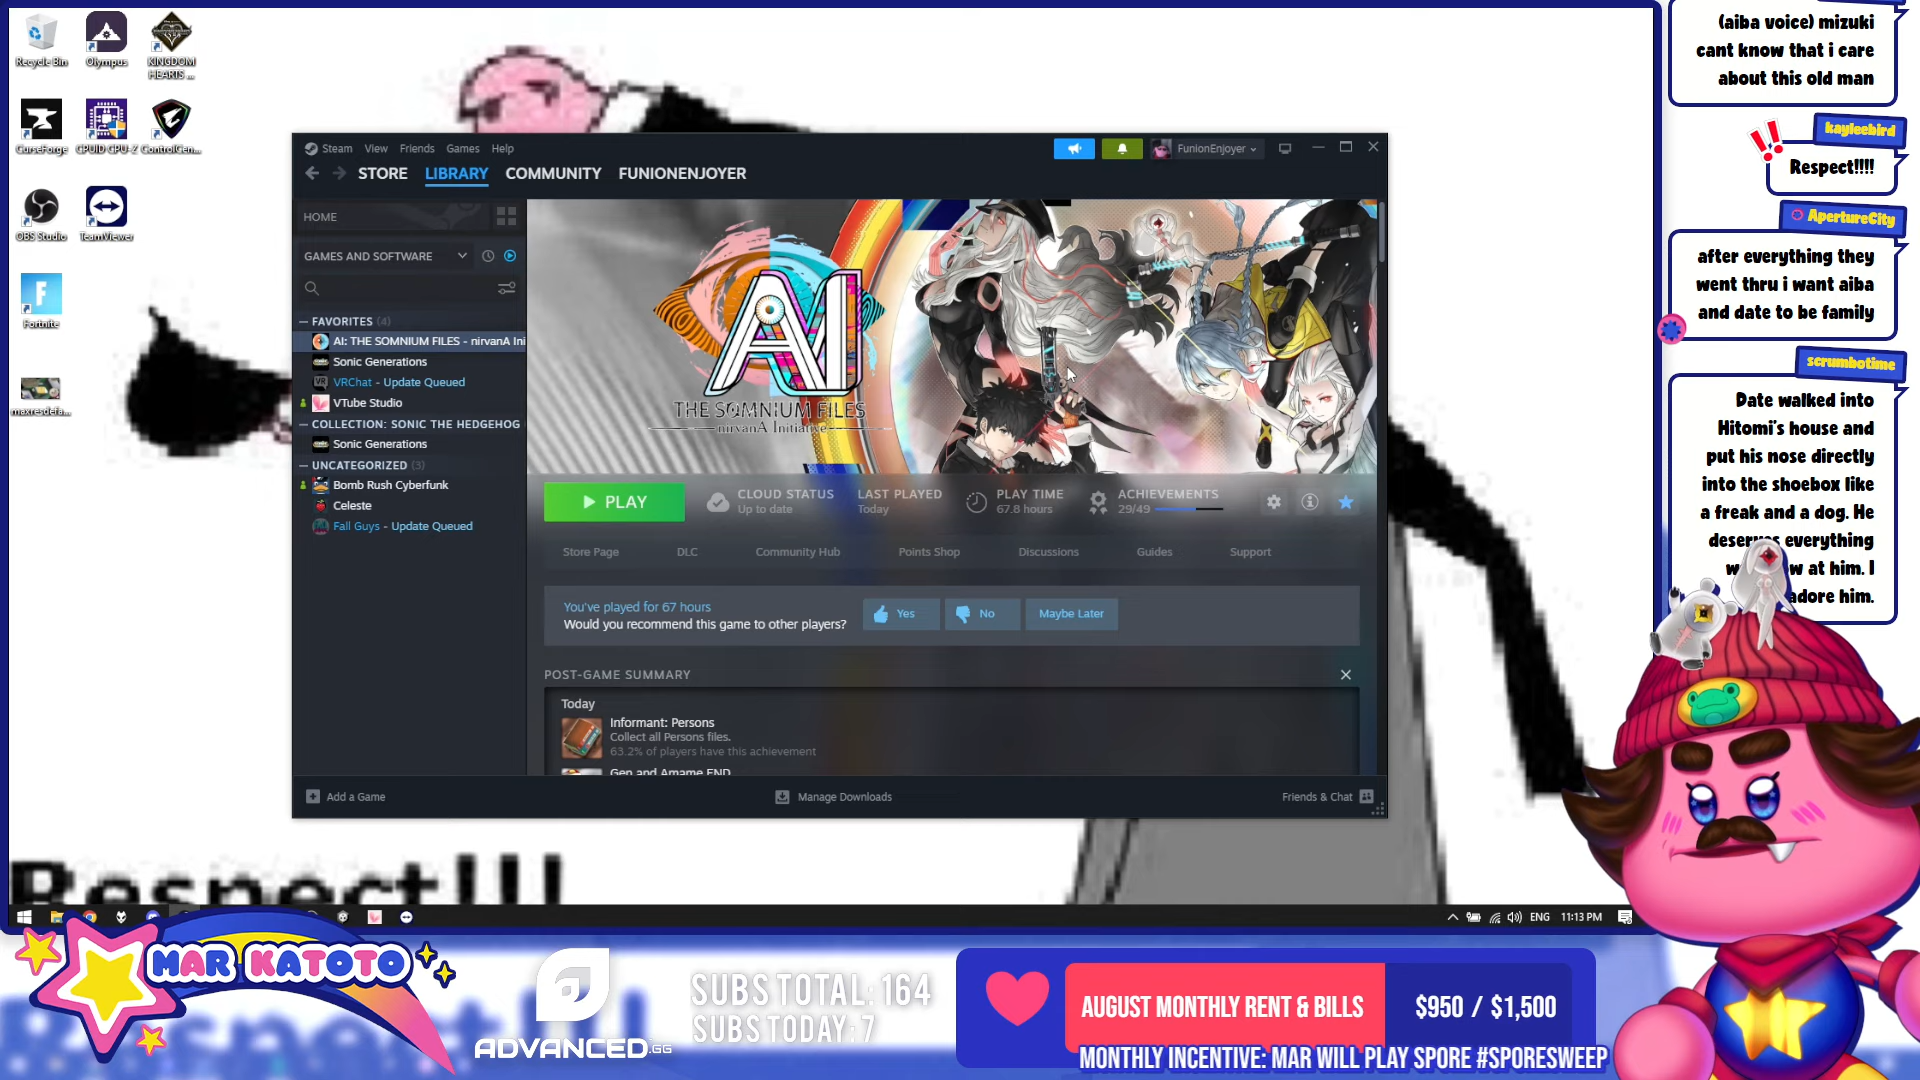 Recycle Bin
Olympus
KINGDOM HEARTS ...
CurseForge
CPUID CPU-Z
ControlCen...
OBS Studio
TeamViewer
F
Fortnite
maxresdefa...
Steam View Friends Games Help
FunionEnjoyer
STORE LIBRARY COMMUNITY FUNIONENJOYER
HOME
GAMES AND SOFTWARE
— FAVORITES (4)
AI: THE SOMNIUM FILES - nirvanA Ini
Sonic Generations
VRChat - Update Queued
VTube Studio
— COLLECTION: SONIC THE HEDGEHOG
Sonic Generations
— UNCATEGORIZED (3)
Bomb Rush Cyberfunk
Celeste
Fall Guys - Update Queued
AI
THE SOMNIUM FILES
nirvanA Initiative
PLAY
CLOUD STATUS
Up to date
LAST PLAYED
Today
PLAY TIME
67.8 hours
ACHIEVEMENTS
29/49
Store Page DLC Community Hub Points Shop Discussions Guides Support
You've played for 67 hours
Would you recommend this game to other players?
Yes No Maybe Later
POST-GAME SUMMARY
Today
Informant: Persons
Collect all Persons files.
63.2% of players have this achievement
Gen and Amame END
Add a Game
Manage Downloads
Friends & Chat
Respect!!!
ENG 11:13 PM
(aiba voice) mizuki
cant know that i care
about this old man
kayleebird
Respect!!!!
ApertureCity
after everything they
went thru i want aiba
and date to be family
scrumbotime
Date walked into
Hitomi's house and
put his nose directly
into the shoebox like
a freak and a dog. He
deserves everything
at him. I
adore him.
MAR KATOTO
ADVANCED.GG
SUBS TOTAL: 164
SUBS TODAY: 7
AUGUST MONTHLY RENT & BILLS
$950 / $1,500
MONTHLY INCENTIVE: MAR WILL PLAY SPORE #SPORESWEEP